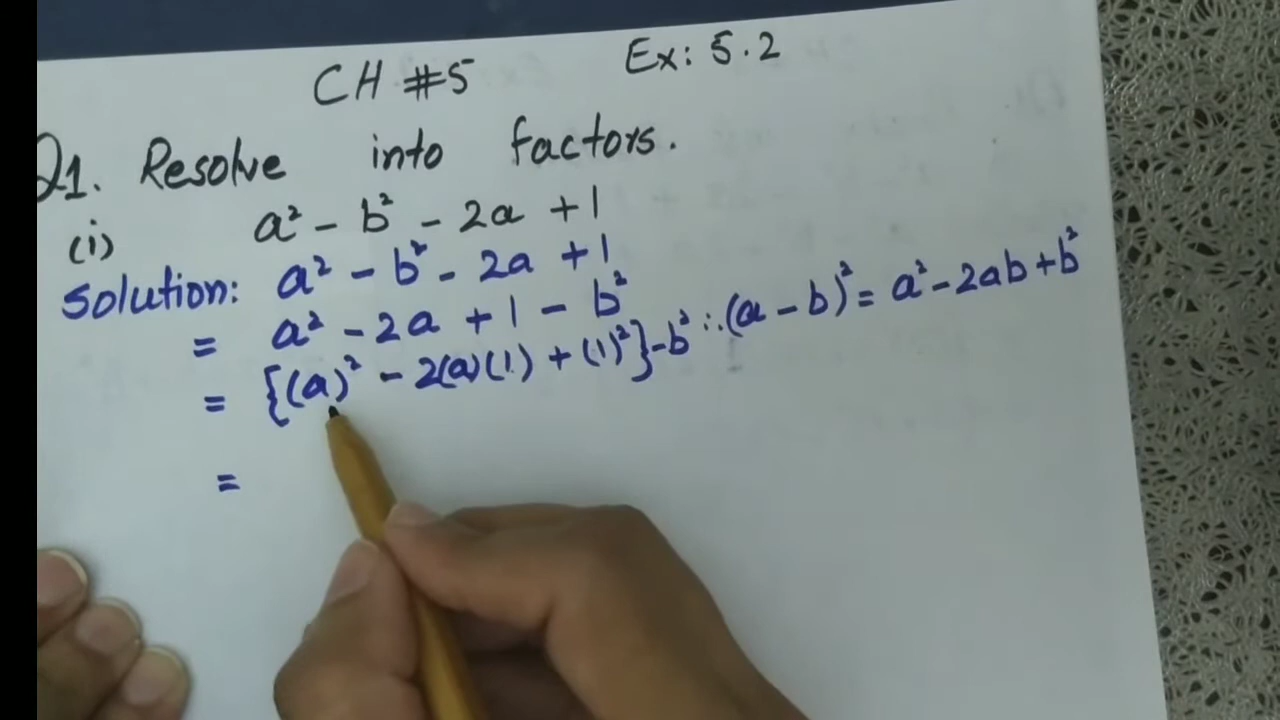 CH #5 Ex: 5.2
Q1. Resolve into factors.
(i) a² - b² - 2a + 1
Solution: a² - b² - 2a + 1
= a² - 2a + 1 - b²
= {(a)² - 2(a)(1) + (1)²} - b² ∴ (a - b)² = a² - 2ab + b²
=